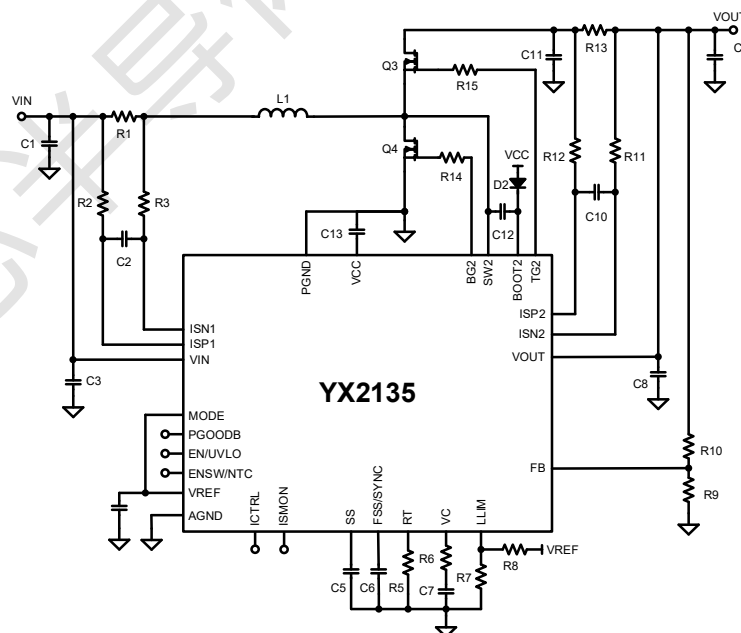 VOUT
C11
R13
C
Q3
R15
VIN
L1
R1
C1
Q4
R14
VCC
D2
R12
R11
R2
R3
C10
C2
C13
C12
PGND
VCC
BG2
SW2
BOOT2
TG2
ISP2
ISN1
ISN2
ISP1
VIN
VOUT
C3
C8
YX2135
MODE
PGOODB
EN/UVLO
R10
ENSW/NTC
FB
VREF
R9
AGND
ICTRL
ISMON
SS
FSS/SYNC
RT
VC
LLIM
R8
VREF
R6
R7
C5
C6
R5
C7